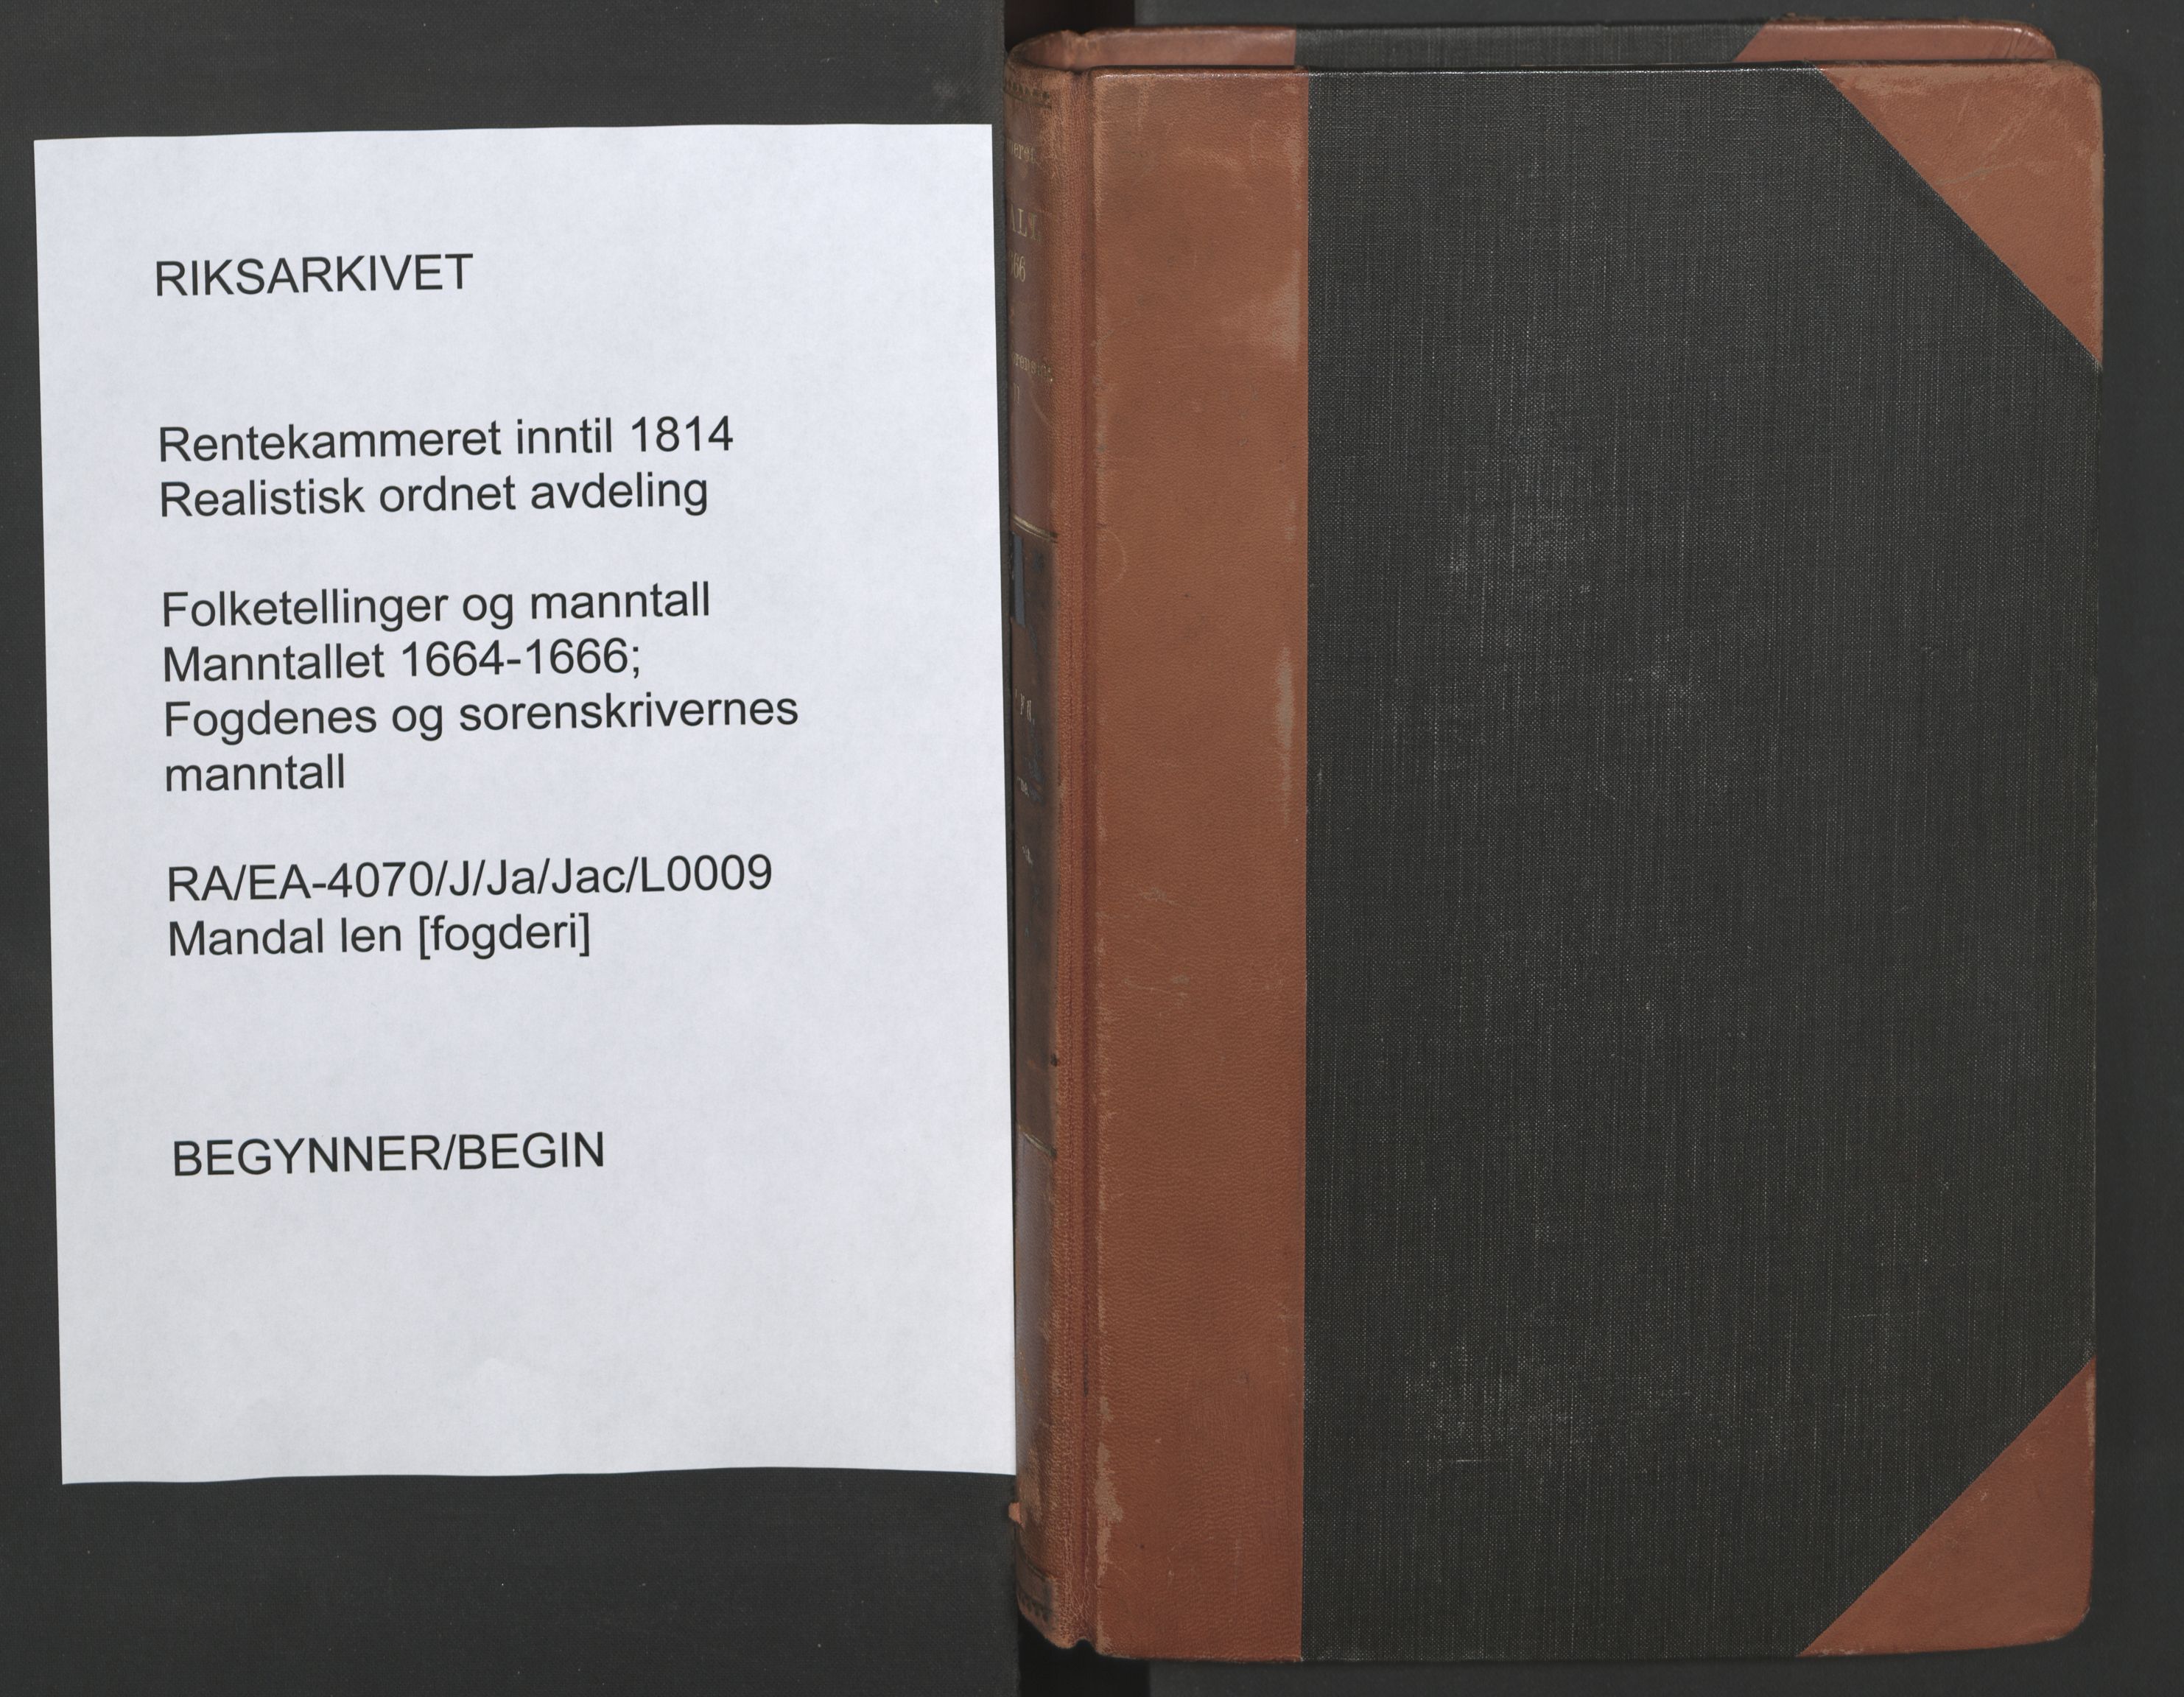 RIKSARKIVET
Rentekammeret inntil 1814
Realistisk ordnet avdeling
Folketellinger og manntall
Manntallet 1664-1666;
Fogdenes og sorenskrivernes
manntall
RA/EA-4070/J/Ja/Jac/L0009
Mandal len [fogderi]
BEGYNNER/BEGIN